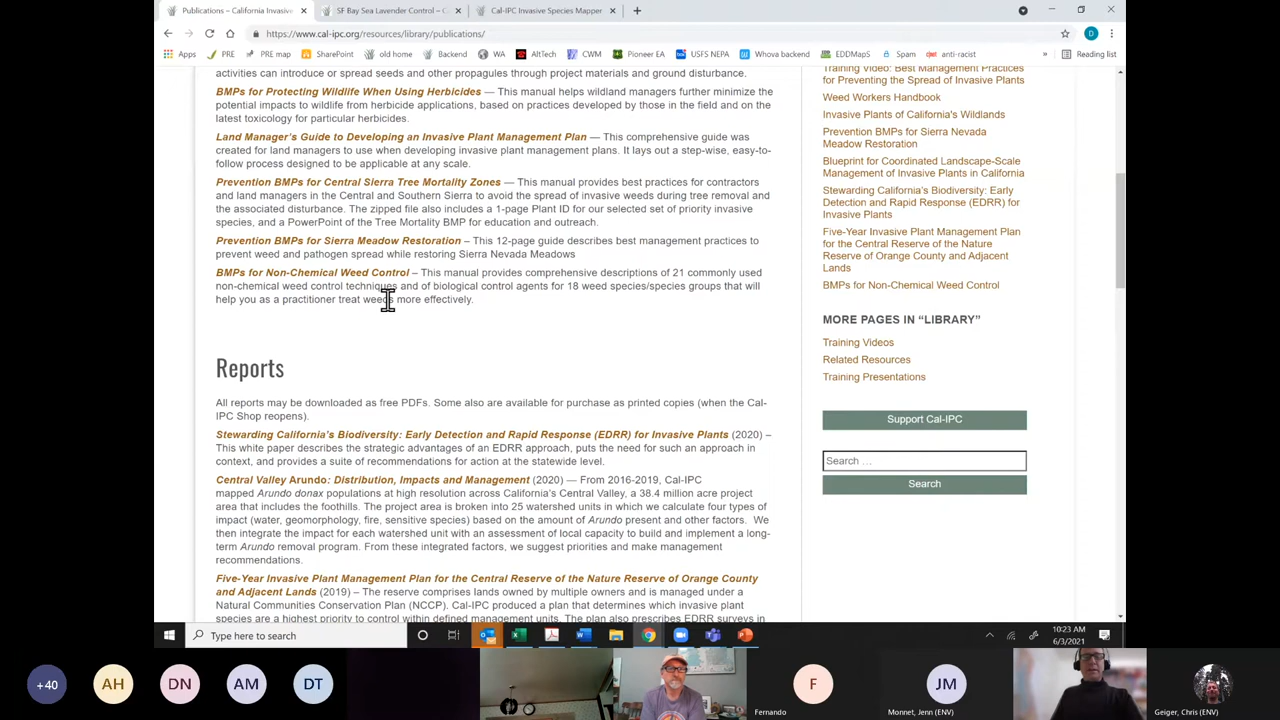 Publications – California Invasive
SF Bay Sea Lavender Control – C
Cal-IPC Invasive Species Mapper
https://www.cal-ipc.org/resources/library/publications/
Apps PRE PRE map SharePoint old home Backend WA AltTech CWM Pioneer EA USFS NEPA Whova backend EDDMapS Spam anti-racist » Reading list
activities can introduce or spread seeds and other propagules through project materials and ground disturbance.
BMPs for Protecting Wildlife When Using Herbicides — This manual helps wildland managers further minimize the
potential impacts to wildlife from herbicide applications, based on practices developed by those in the field and on the
latest toxicology for particular herbicides.
Land Manager's Guide to Developing an Invasive Plant Management Plan — This comprehensive guide was
created for land managers to use when developing invasive plant management plans. It lays out a step-wise, easy-to-
follow process designed to be applicable at any scale.
Prevention BMPs for Central Sierra Tree Mortality Zones — This manual provides best practices for contractors
and land managers in the Central and Southern Sierra to avoid the spread of invasive weeds during tree removal and
the associated disturbance. The zipped file also includes a 1-page Plant ID for our selected set of priority invasive
species, and a PowerPoint of the Tree Mortality BMP for education and outreach.
Prevention BMPs for Sierra Meadow Restoration – This 12-page guide describes best management practices to
prevent weed and pathogen spread while restoring Sierra Nevada Meadows
BMPs for Non-Chemical Weed Control – This manual provides comprehensive descriptions of 21 commonly used
non-chemical weed control techniques and of biological control agents for 18 weed species/species groups that will
help you as a practitioner treat weeds more effectively.
Reports
All reports may be downloaded as free PDFs. Some also are available for purchase as printed copies (when the Cal-
IPC Shop reopens).
Stewarding California's Biodiversity: Early Detection and Rapid Response (EDRR) for Invasive Plants (2020) –
This white paper describes the strategic advantages of an EDRR approach, puts the need for such an approach in
context, and provides a suite of recommendations for action at the statewide level.
Central Valley Arundo: Distribution, Impacts and Management (2020) — From 2016-2019, Cal-IPC
mapped Arundo donax populations at high resolution across California's Central Valley, a 38.4 million acre project
area that includes the foothills. The project area is broken into 25 watershed units in which we calculate four types of
impact (water, geomorphology, fire, sensitive species) based on the amount of Arundo present and other factors. We
then integrate the impact for each watershed unit with an assessment of local capacity to build and implement a long-
term Arundo removal program. From these integrated factors, we suggest priorities and make management
recommendations.
Five-Year Invasive Plant Management Plan for the Central Reserve of the Nature Reserve of Orange County
and Adjacent Lands (2019) – The reserve comprises lands owned by multiple owners and is managed under a
Natural Communities Conservation Plan (NCCP). Cal-IPC produced a plan that determines which invasive plant
species are a highest priority to control within defined management units. The plan also prescribes EDRR surveys in
Training Video: Best Management Practices
for Preventing the Spread of Invasive Plants
Weed Workers Handbook
Invasive Plants of California's Wildlands
Prevention BMPs for Sierra Nevada
Meadow Restoration
Blueprint for Coordinated Landscape-Scale
Management of Invasive Plants in California
Stewarding California's Biodiversity: Early
Detection and Rapid Response (EDRR) for
Invasive Plants
Five-Year Invasive Plant Management Plan
for the Central Reserve of the Nature
Reserve of Orange County and Adjacent
Lands
BMPs for Non-Chemical Weed Control
MORE PAGES IN “LIBRARY”
Training Videos
Related Resources
Training Presentations
Support Cal-IPC
Search …
Search
Type here to search
10:23 AM
6/3/2021
+40
AH
DN
AM
DT
F
Fernando
JM
Monnet, Jenn (ENV)
Geiger, Chris (ENV)